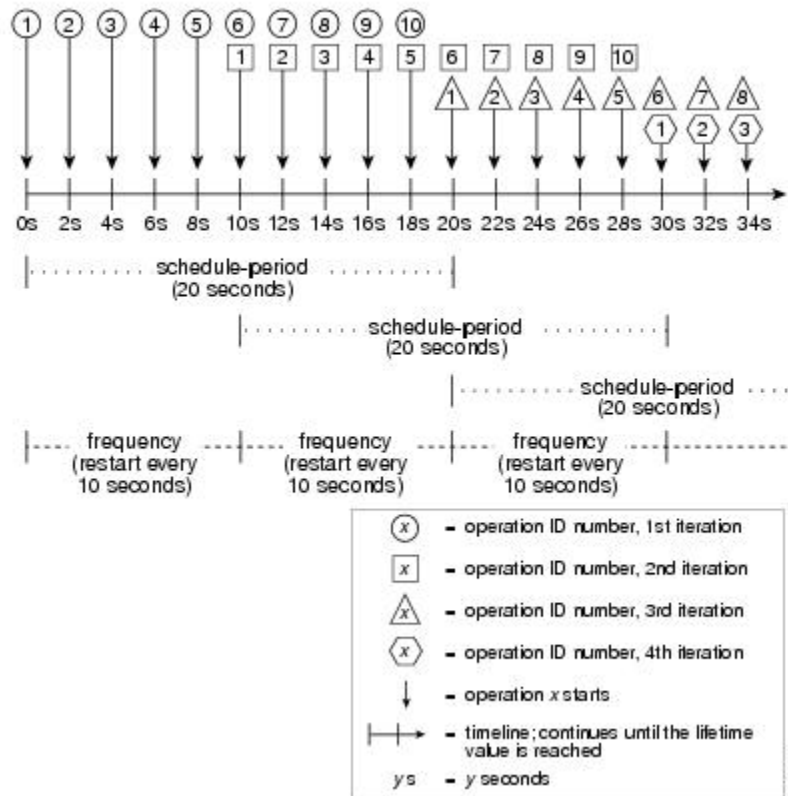 1 2 3 4 5 6 7 8 9 10
1 2 3 4 5 6 7 8 9 10
1 2 3 4 5 6 7 8
1 2 3
0s 2s 4s 6s 8s 10s 12s 14s 16s 18s 20s 22s 24s 26s 28s 30s 32s 34s
schedule-period
(20 seconds)
schedule-period
(20 seconds)
schedule-period
(20 seconds)
frequency
(restart every
10 seconds)
frequency
(restart every
10 seconds)
frequency
(restart every
10 seconds)
x = operation ID number, 1st iteration
x = operation ID number, 2nd iteration
x = operation ID number, 3rd iteration
x = operation ID number, 4th iteration
= operation x starts
= timeline; continues until the lifetime
value is reached
y s = y seconds